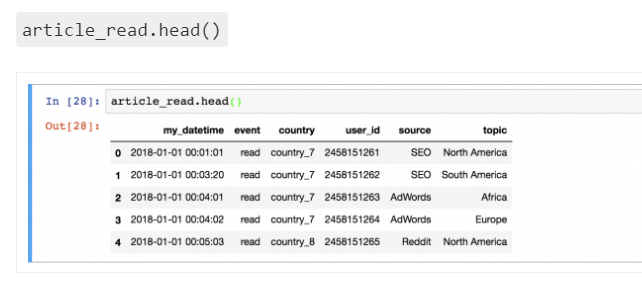 article_read.head()
In [28]: article_read.head()
Out[28]:
my_datetime event country user_id source topic
0 2018-01-01 00:01:01 read country_7 2458151261 SEO North America
1 2018-01-01 00:03:20 read country_7 2458151262 SEO South America
2 2018-01-01 00:04:01 read country_7 2458151263 AdWords Africa
3 2018-01-01 00:04:02 read country_7 2458151264 AdWords Europe
4 2018-01-01 00:05:03 read country_8 2458151265 Reddit North America